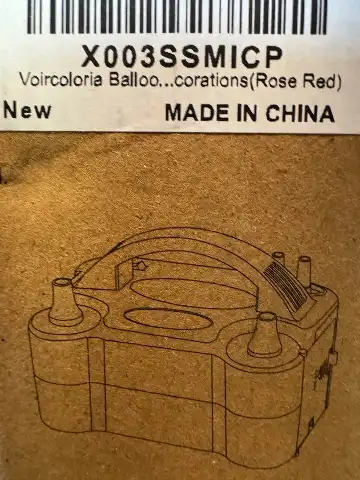 X003SSMICP
Voircoloria Balloo...corations(Rose Red)
New MADE IN CHINA